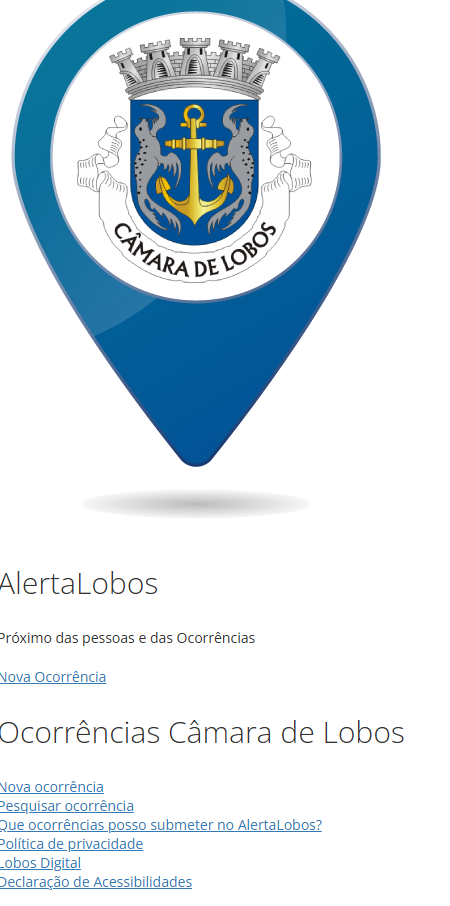 CÂMARA DE LOBOS
AlertaLobos
Próximo das pessoas e das Ocorrências
Nova Ocorrência
Ocorrências Câmara de Lobos
Nova ocorrência
Pesquisar ocorrência
Que ocorrências posso submeter no AlertaLobos?
Política de privacidade
Lobos Digital
Declaração de Acessibilidades